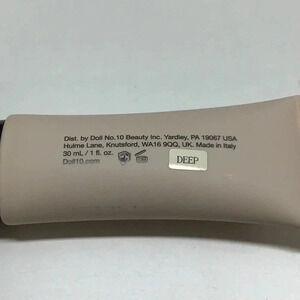 Dist. by Doll No.10 Beauty Inc. Yardley, PA 19067 USA
Hulme Lane, Knutsford, WA16 9QQ, UK. Made in Italy
30 mL / 1 fl. oz.
Doll10.com
DEEP